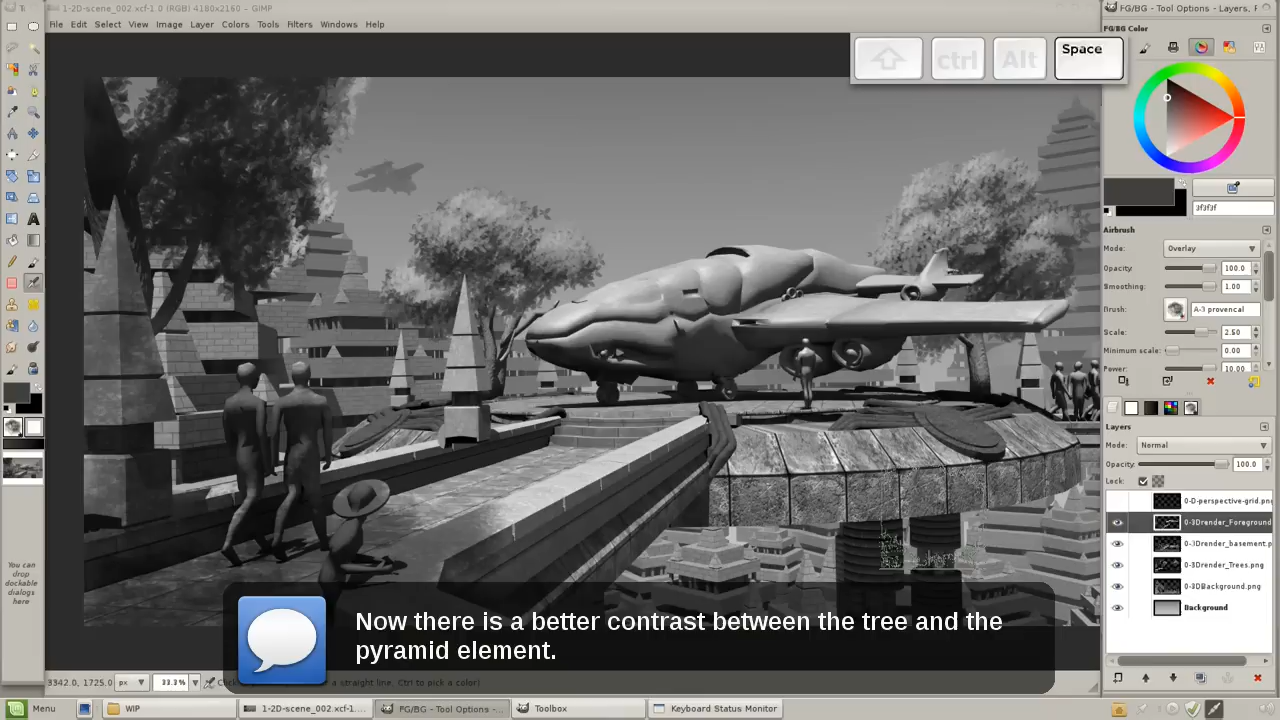 1-2D-scene_002.xcf-1.0 (RGB) 4180x2160 – GIMP
FG/BG - Tool Options - Layers,
File Edit Select View Image Layer Colors Tools Filters Windows Help
FG/BG Color
ctrl Alt Space
3f3f3f
Airbrush
Mode: Overlay
Opacity 100.0
Smoothing: 1.00
Brush: A-3 provencal
Scale: 2.50
Minimum scale: 0.00
Power: 10.00
Layers
Mode: Normal
Opacity: 100.0
Lock:
0-D-perspective-grid.png
0-3Drender_Foreground
0-3Drender_basement.p
0-3Drender_Trees.png
0-3DBackground.png
Background
You can
drop
dockable
dialogs
here
Now there is a better contrast between the tree and the
pyramid element.
3342.0, 1725.0 px 33.3% a straight line, Ctrl to pick a color)
Menu WIP 1-2D-scene_002.xcf-1.... FG/BG - Tool Options -... Toolbox Keyboard Status Monitor